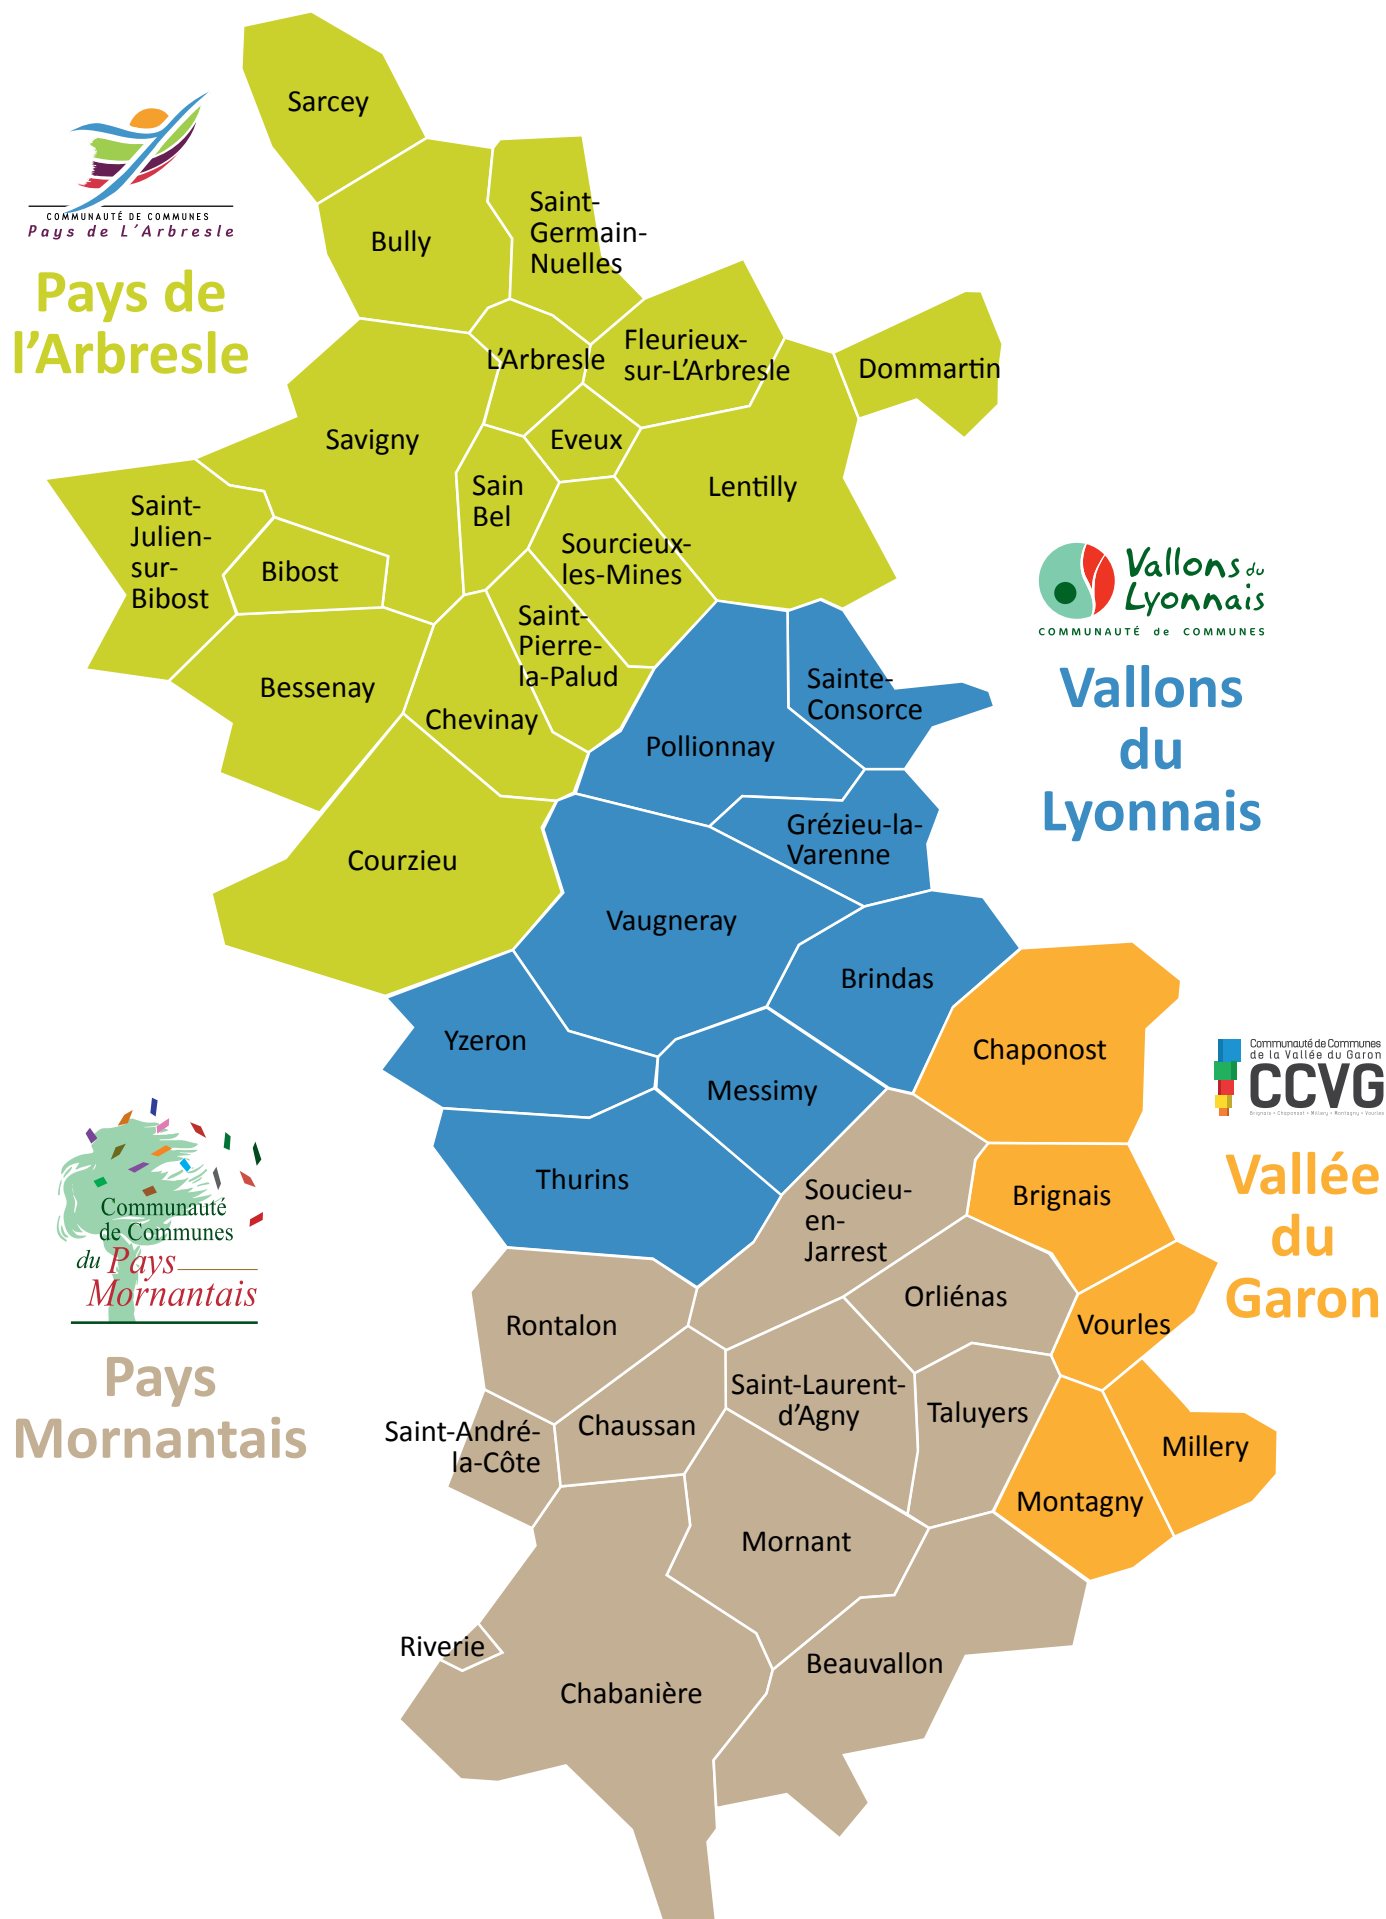 Sarcey
COMMUNAUTÉ DE COMMUNES
Pays de L'Arbresle
Pays de
l'Arbresle
Bully
Saint-
Germain-
Nuelles
L'Arbresle
Fleurieux-
sur-L'Arbresle
Dommartin
Savigny
Eveux
Lentilly
Sain
Bel
Saint-
Julien-
sur-
Bibost
Bibost
Sourcieux-
les-Mines
Saint-
Pierre-
la-Palud
Bessenay
Chevinay
Courzieu
Vallons du
Lyonnais
COMMUNAUTÉ de COMMUNES
Vallons
du
Lyonnais
Sainte-
Consorce
Pollionnay
Grézieu-la-
Varenne
Vaugneray
Brindas
Yzeron
Messimy
Thurins
Chaponost
Communauté de Communes
de la Vallée du Garon
CCVG
Brignais • Chaponost • Millery • Montagny • Vourles
Vallée
du
Garon
Brignais
Vourles
Millery
Montagny
Communauté
de Communes
du Pays
Mornantais
Pays
Mornantais
Soucieu-
en-
Jarrest
Orliénas
Rontalon
Saint-Laurent-
d'Agny
Taluyers
Chaussan
Saint-André-
la-Côte
Mornant
Riverie
Beauvallon
Chabanière